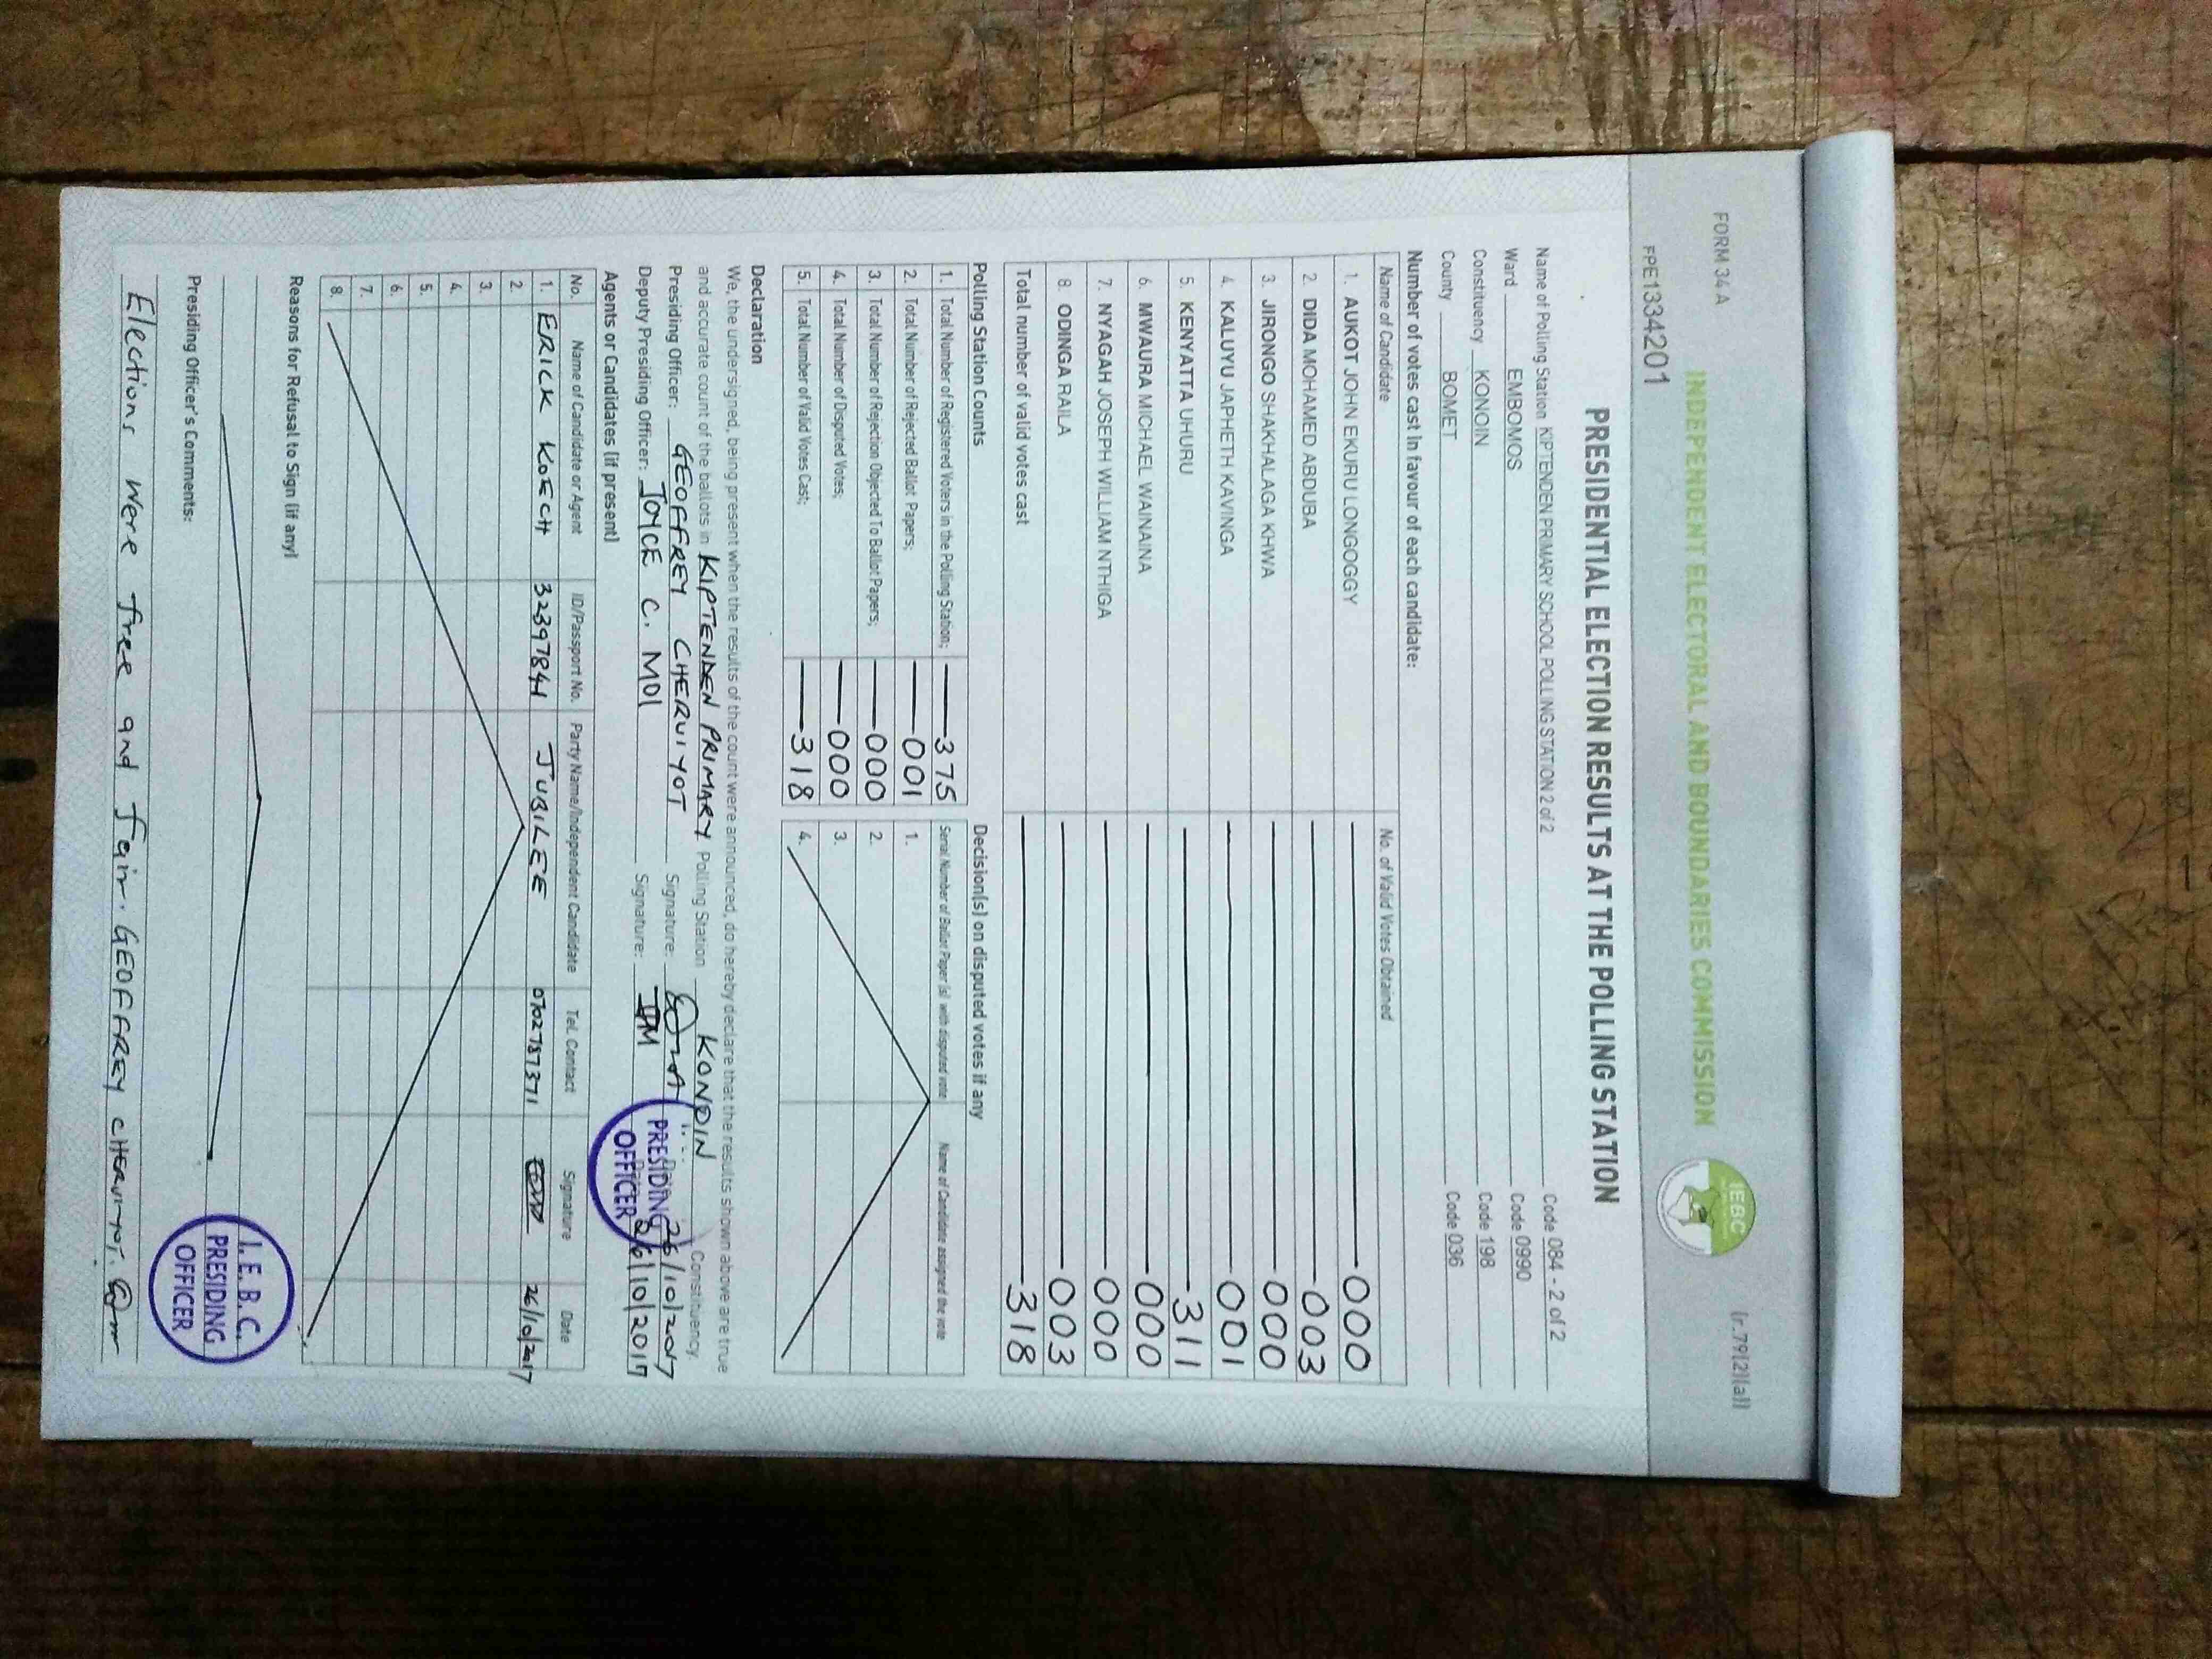 FORM 34 A
(r.79(2)(a))
INDEPENDENT ELECTORAL AND BOUNDARIES COMMISSION
IEBC
FPE1334201
PRESIDENTIAL ELECTION RESULTS AT THE POLLING STATION
Name of Polling Station KIPTENDEN PRIMARY SCHOOL POLLING STATION 2 of 2 Code 084 - 2 of 2
Ward EMBOMOS Code 0990
Constituency KONOIN Code 198
County BOMET Code 036
Number of votes cast in favour of each candidate:
Name of Candidate No. of Valid Votes Obtained
1. AUKOT JOHN EKURU LONGOGGY 000
2. DIDA MOHAMED ABDUBA 003
3. JIRONGO SHAKHALAGA KHWA 000
4. KALUYU JAPHETH KAVINGA 001
5. KENYATTA UHURU 311
6. MWAURA MICHAEL WAINAINA 000
7. NYAGAH JOSEPH WILLIAM NTHIGA 000
8. ODINGA RAILA 003
Total number of valid votes cast 318
Polling Station Counts Decision(s) on disputed votes if any
1. Total Number of Registered Voters in the Polling Station; 375 Serial Number of Ballot Paper (s) with disputed vote Name of Candidate assigned the vote
2. Total Number of Rejected Ballot Papers; 001 1.
3. Total Number of Rejection Objected To Ballot Papers; 000 2.
4. Total Number of Disputed Votes; 000 3.
5. Total Number of Valid Votes Cast; 318 4.
Declaration
We, the undersigned, being present when the results of the count were announced, do hereby declare that the results shown above are true
and accurate count of the ballots in KIPTENDEN PRIMARY Polling Station KONOIN Constituency.
Presiding Officer: GEOFFREY CHERUIYOT Signature: 26/10/2017
Deputy Presiding Officer: JOYCE C. MOI Signature: 26/10/2017
PRESIDING
OFFICER
Agents or Candidates (if present)
No. Name of Candidate or Agent ID/Passport No. Party Name/Independent Candidate Tel. Contact Signature Date
1. ERICK KOECH 32397841 JUBILEE 0702787371 26/10/2017
2.
3.
4.
5.
6.
7.
8.
Reasons for Refusal to Sign (if any)
Presiding Officer's Comments:
I.E.B.C.
PRESIDING
OFFICER
Elections were free and fair. GEOFFREY CHERUIYOT.